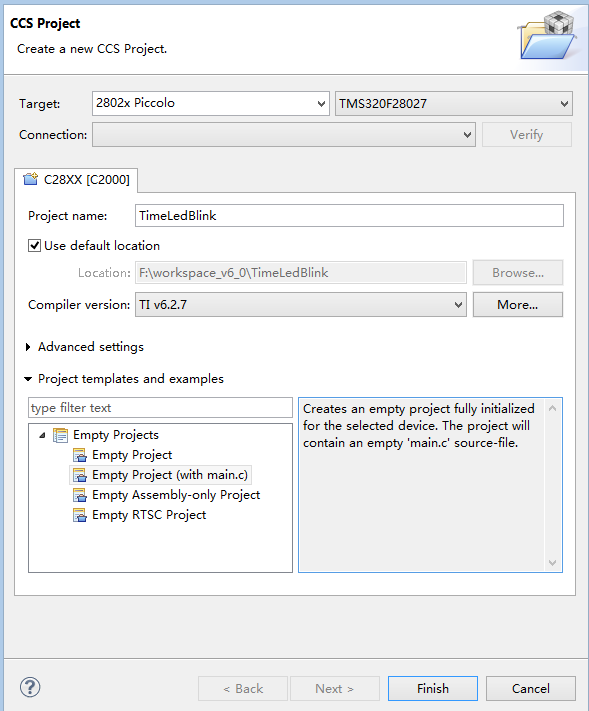 CCS Project
Create a new CCS Project.
Target: 2802x Piccolo TMS320F28027
Connection: Verify
C28XX [C2000]
Project name: TimeLedBlink
Use default location
Location: F:\workspace_v6_0\TimeLedBlink Browse...
Compiler version: TI v6.2.7 More...
Advanced settings
Project templates and examples
type filter text
Empty Projects
Empty Project
Empty Project (with main.c)
Empty Assembly-only Project
Empty RTSC Project
Creates an empty project fully initialized
for the selected device. The project will
contain an empty 'main.c' source-file.
? < Back Next > Finish Cancel